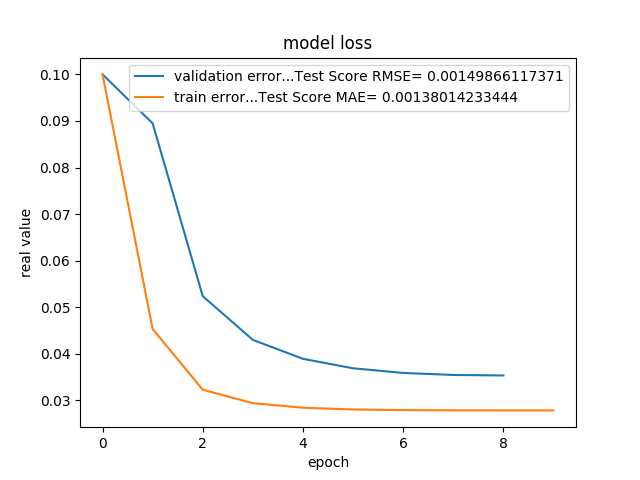 model loss
validation error...Test Score RMSE= 0.00149866117371
train error...Test Score MAE= 0.00138014233444
real value
0.10
0.09
0.08
0.07
0.06
0.05
0.04
0.03
0 2 4 6 8
epoch